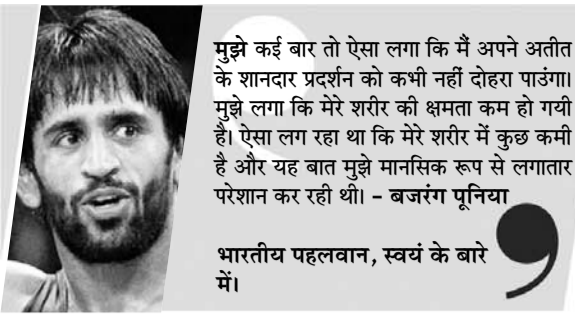 मुझे कई बार तो ऐसा लगा कि मैं अपने अतीत
के शानदार प्रदर्शन को कभी नहीं दोहरा पाउंगा।
मुझे लगा कि मेरे शरीर की क्षमता कम हो गयी
है। ऐसा लग रहा था कि मेरे शरीर में कुछ कमी
है और यह बात मुझे मानसिक रूप से लगातार
परेशान कर रही थी। - बजरंग पूनिया
भारतीय पहलवान, स्वयं के बारे
में।